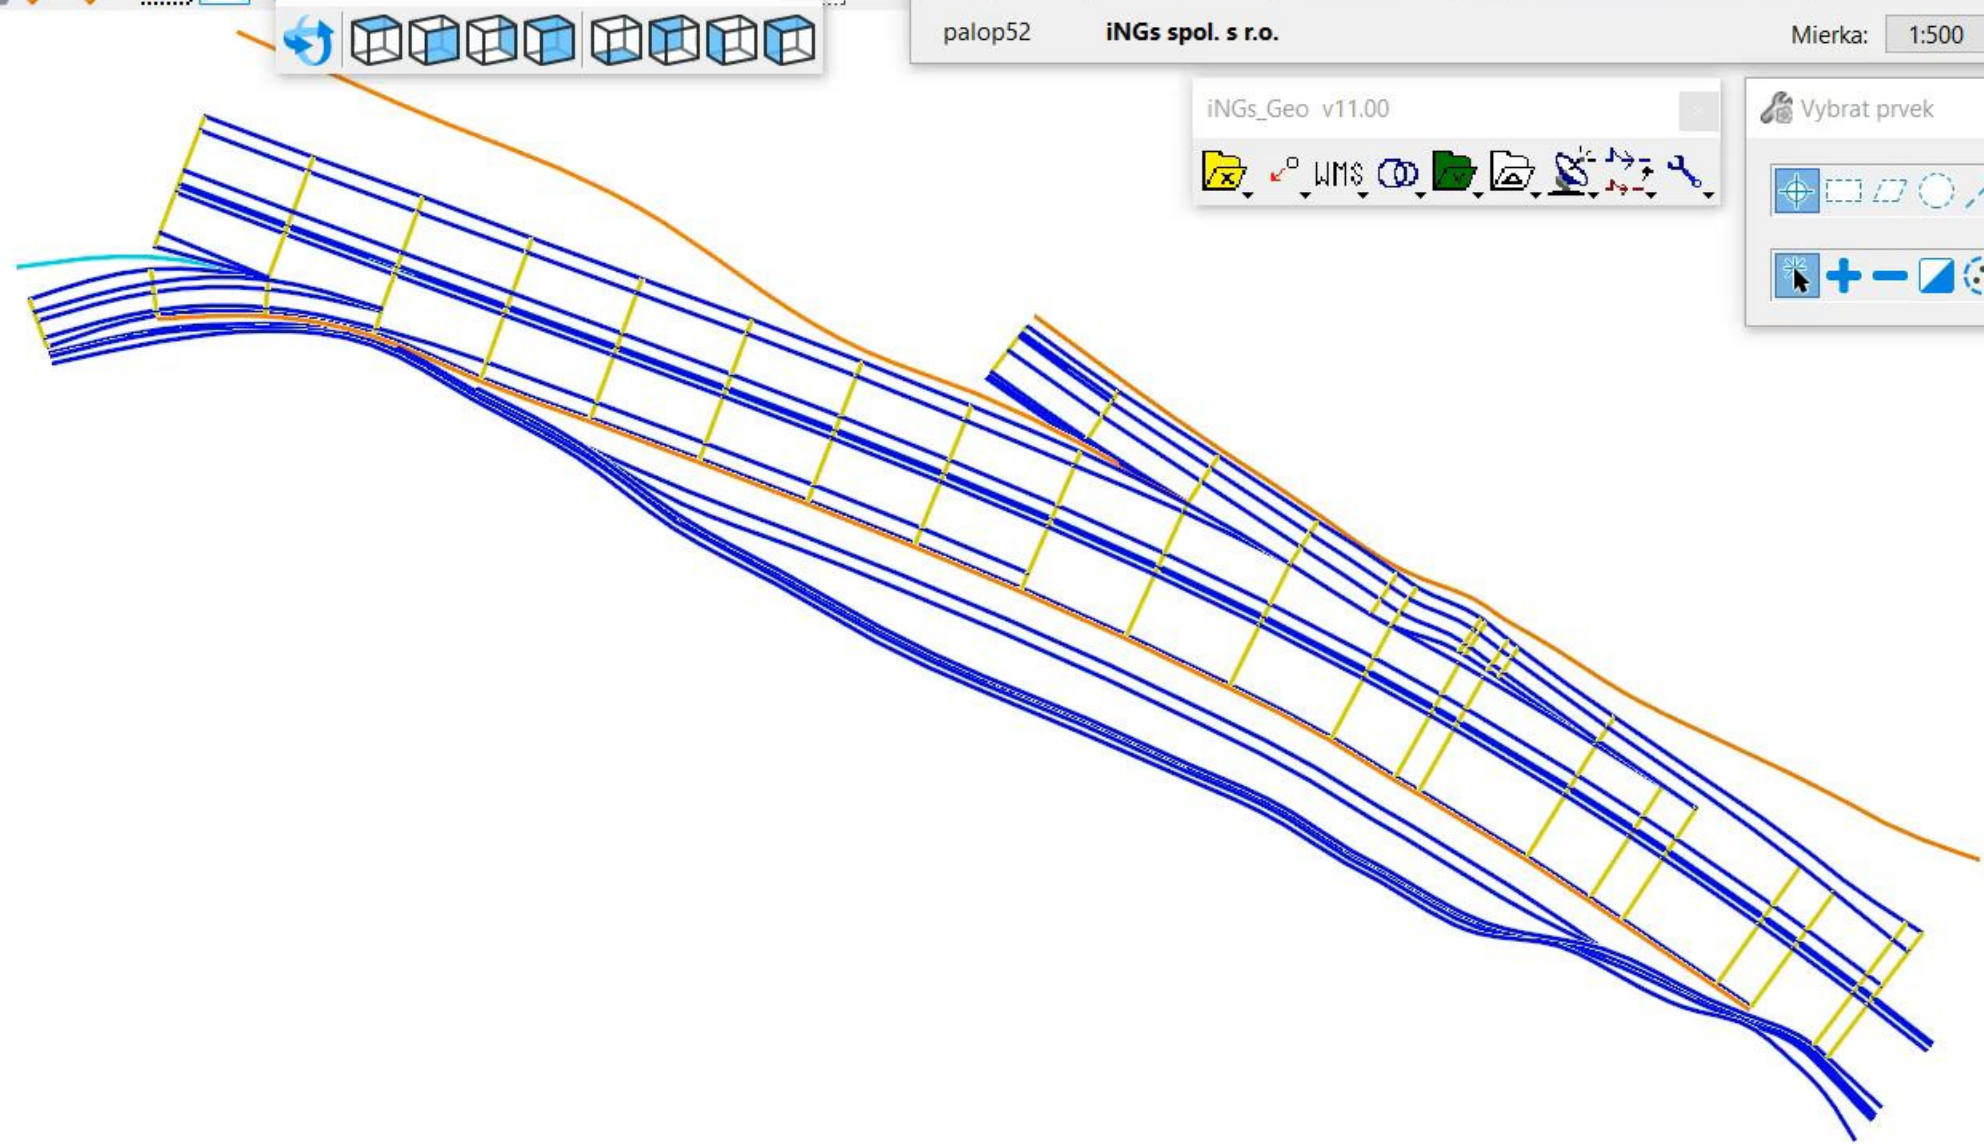 palop52 iNGs spol. s r.o. Mierka: 1:500
iNGs_Geo v11.00
Vybrat prvek
WMS